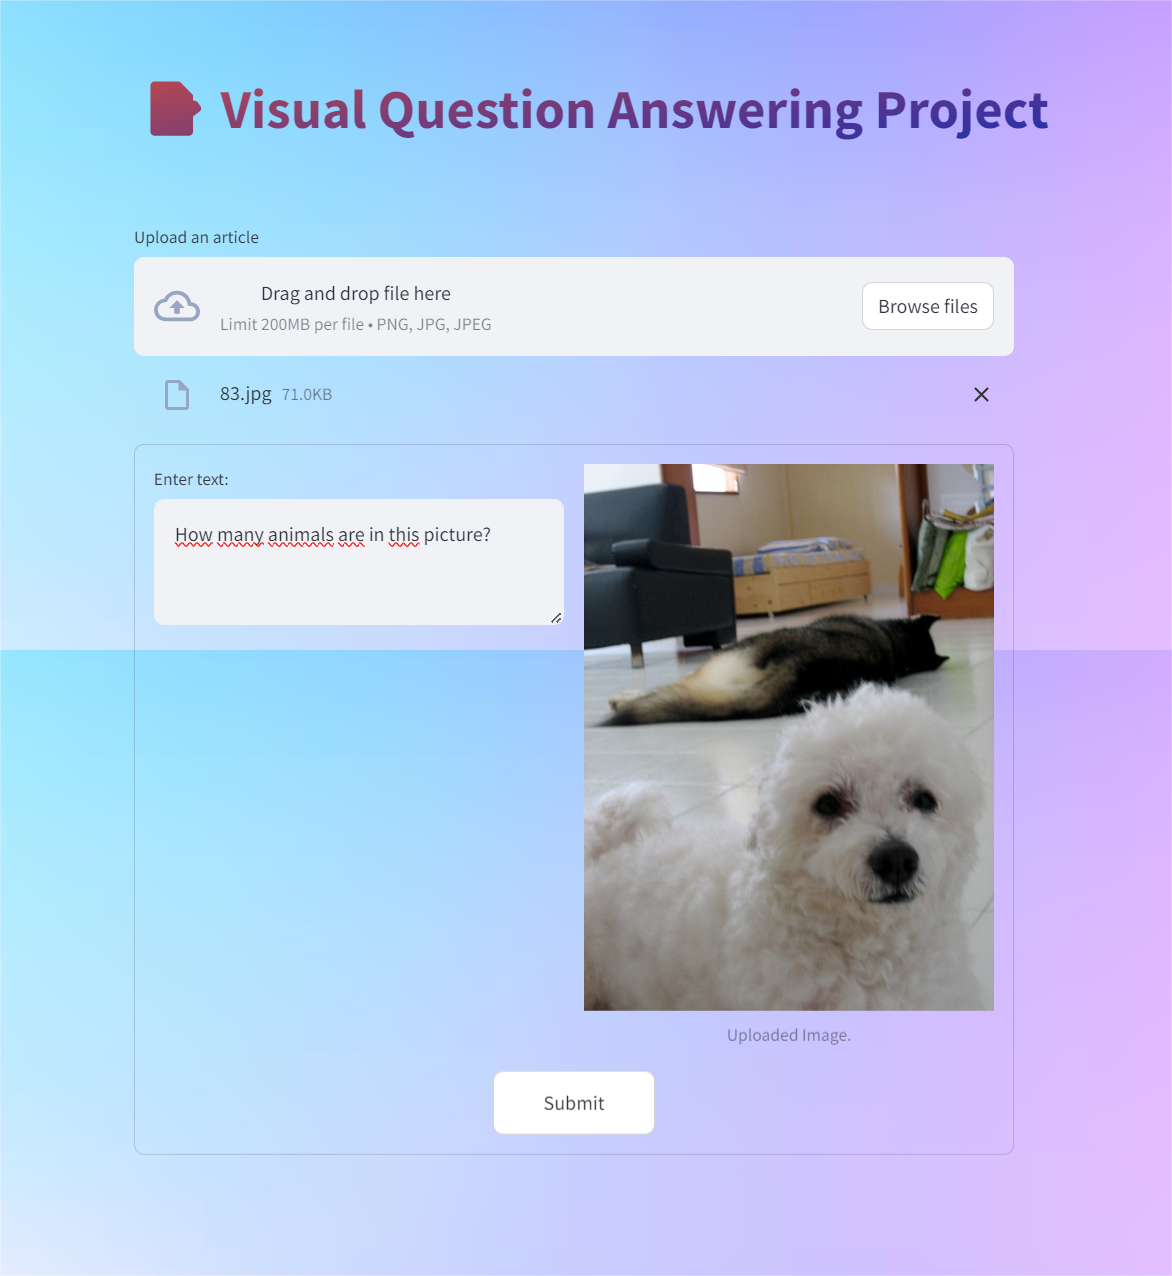 Visual Question Answering Project
Upload an article
Drag and drop file here
Limit 200MB per file • PNG, JPG, JPEG
Browse files
83.jpg 71.0KB
Enter text:
How many animals are in this picture?
Uploaded Image.
Submit